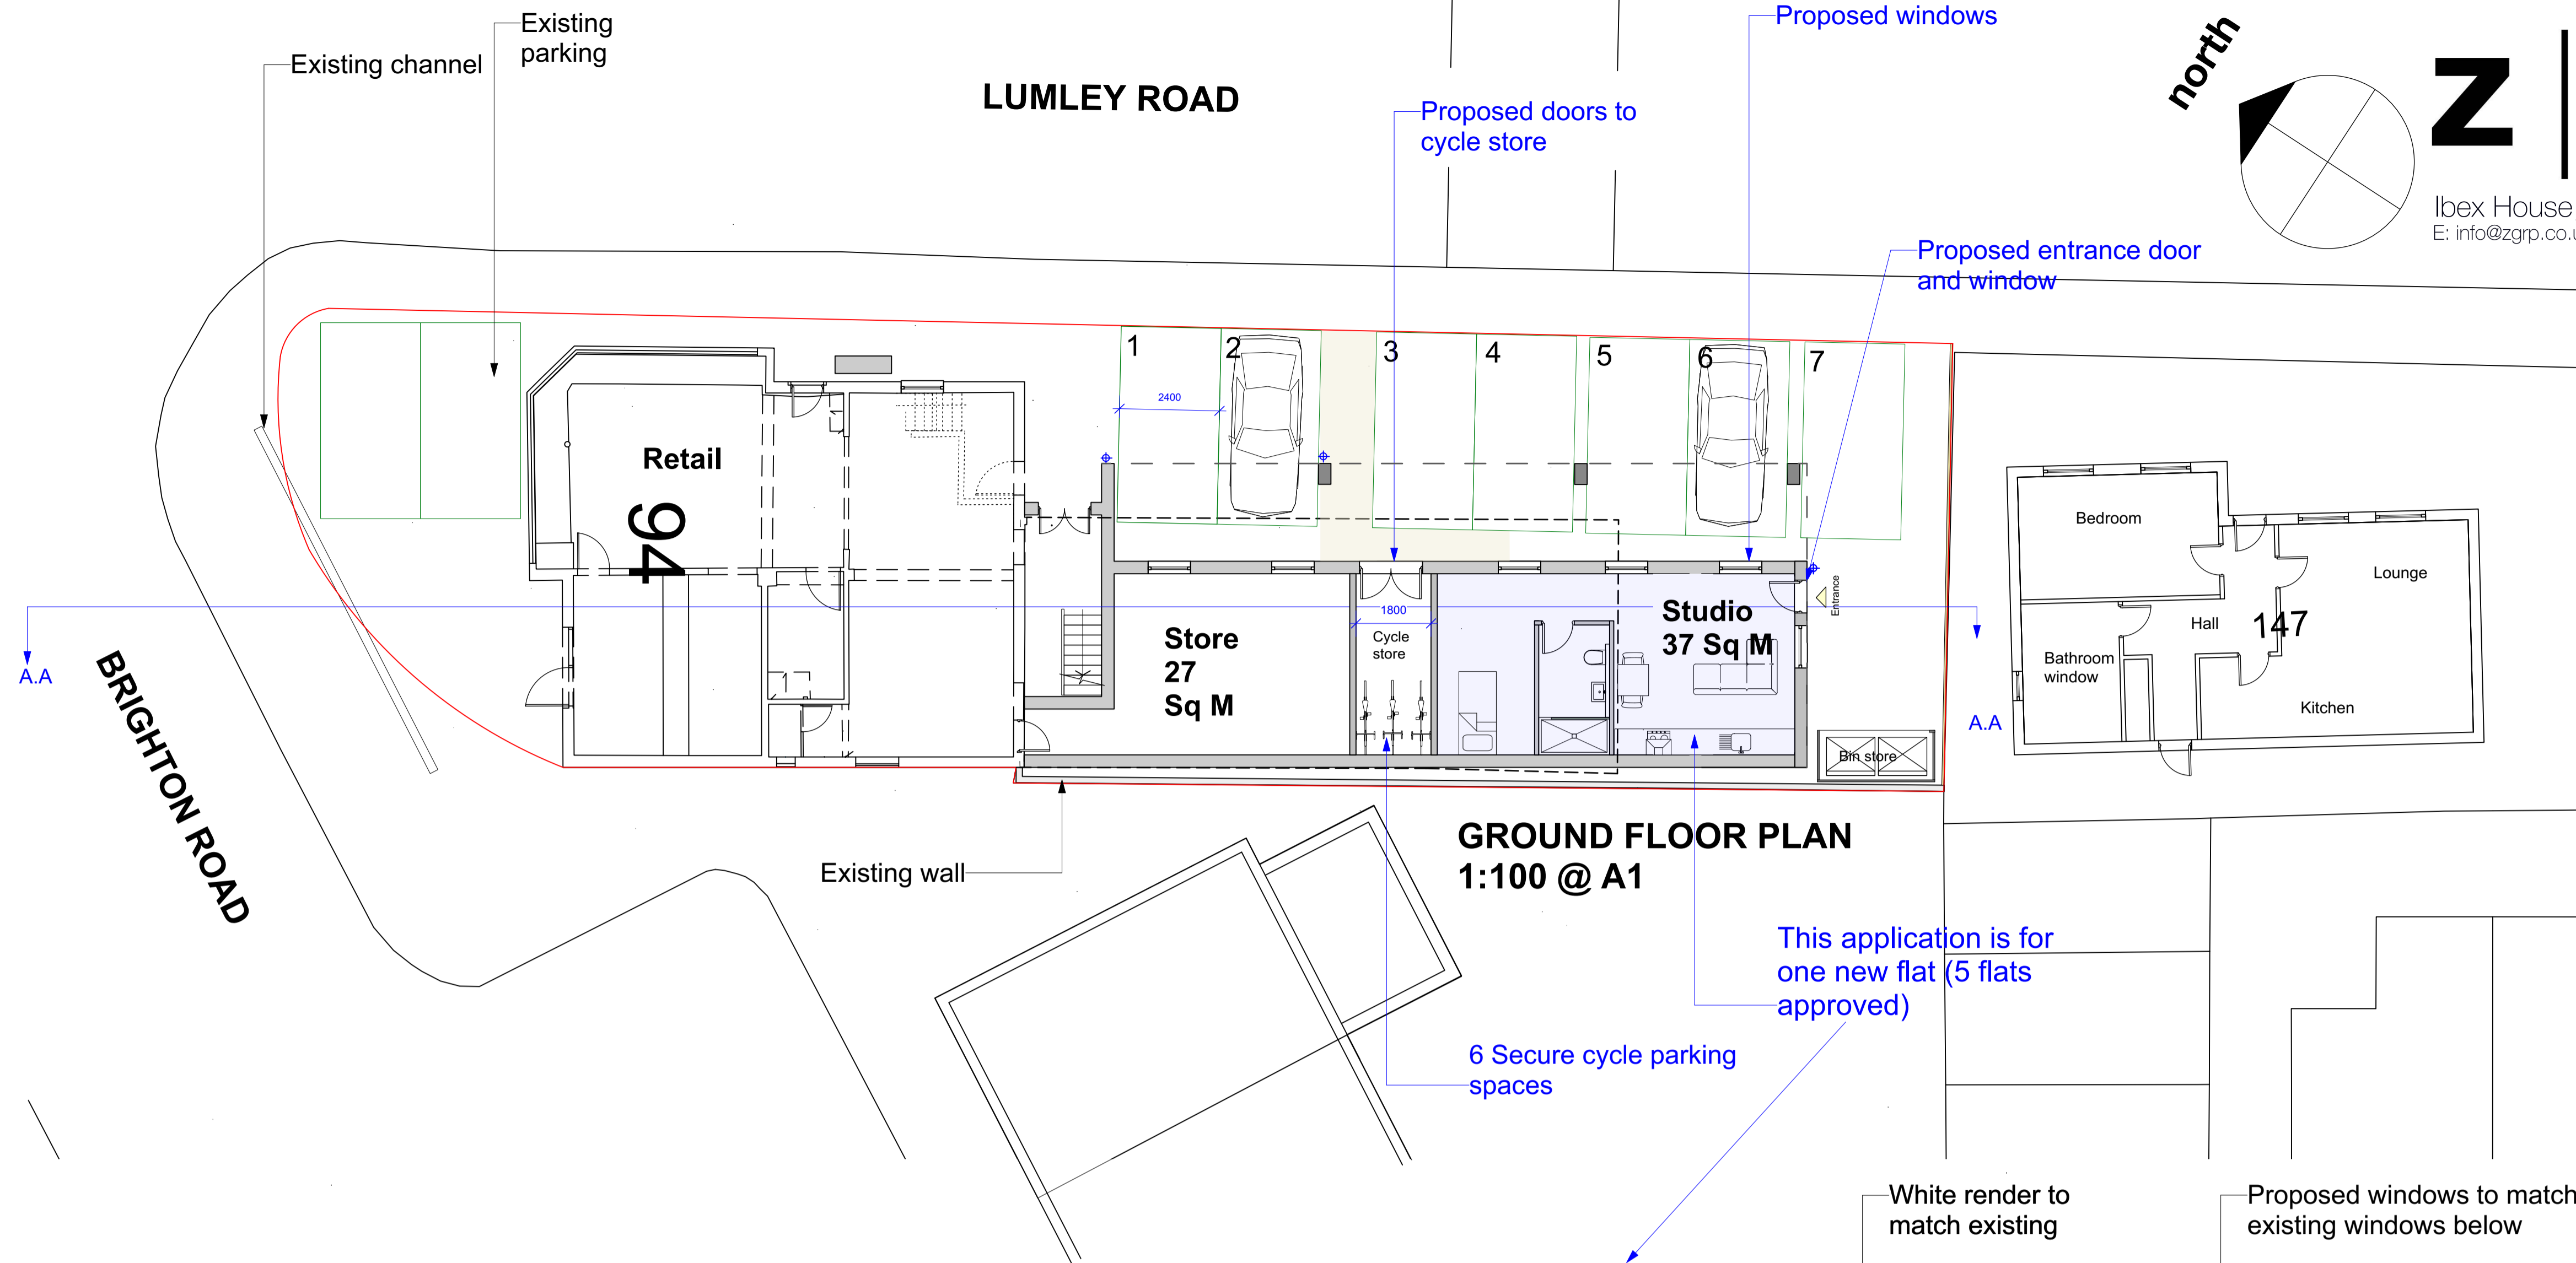 Existing
parking
Existing channel
LUMLEY ROAD
Proposed windows
Proposed doors to
cycle store
north
Z
Ibex House
E: info@zgrp.co.u
Proposed entrance door
and window
1
2
3
4
5
6
7
2400
Retail
94
Bedroom
Lounge
Hall
147
Bathroom
window
Kitchen
Entrance
1800
Studio
37 Sq M
Cycle
store
Store
27
Sq M
A.A
A.A
Bin store
BRIGHTON ROAD
Existing wall
GROUND FLOOR PLAN
1:100 @ A1
This application is for
one new flat (5 flats
approved)
6 Secure cycle parking
spaces
White render to
match existing
Proposed windows to match
existing windows below